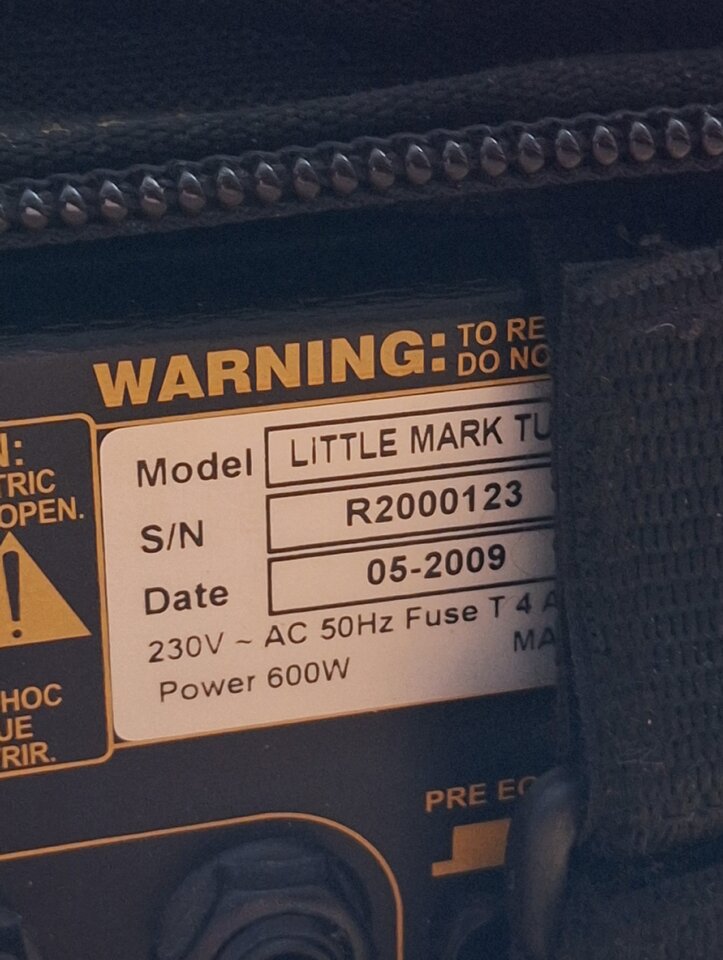 WARNING: TO RE
DO NO
N:
TRIC
OPEN.
HOC
UE
RIR.
Model LiTTLE MARK TU
S/N R2000123
Date 05-2009
230V ~ AC 50Hz Fuse T 4 A
MA
Power 600W
PRE EQ